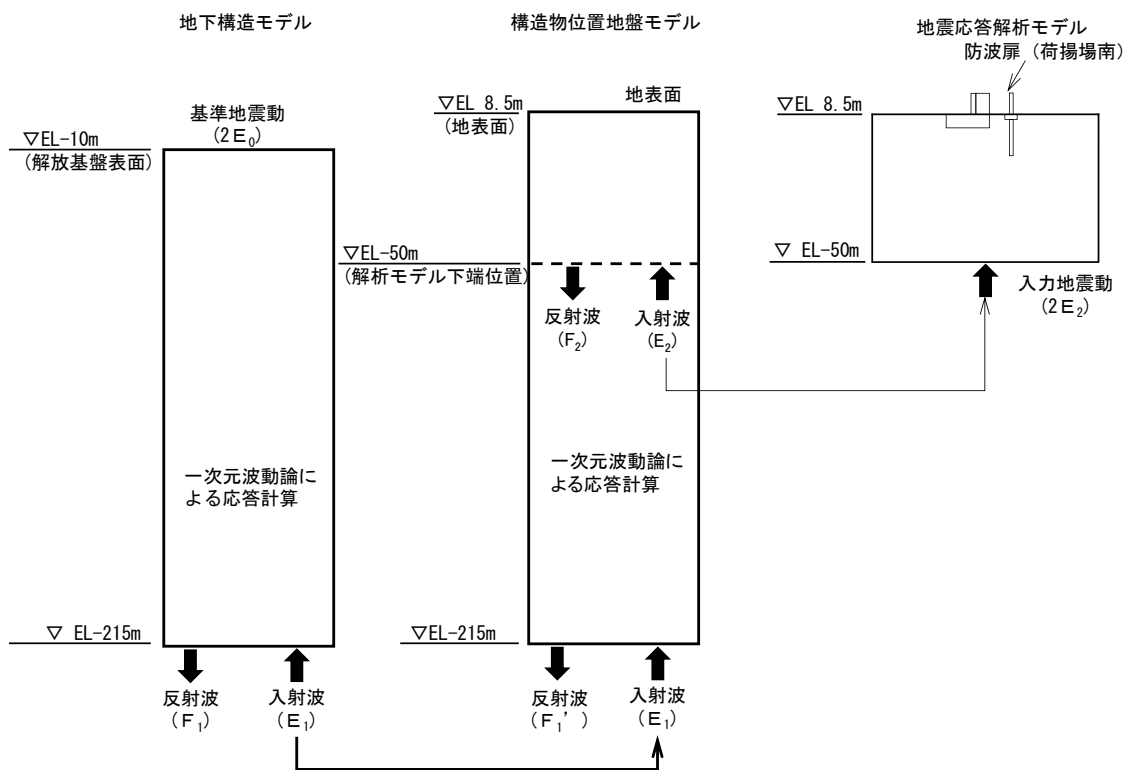 地下構造モデル
基準地震動
(2E₀)
▽EL-10m
(解放基盤表面)
一次元波動論に
よる応答計算
▽ EL-215m
反射波
(F₁)
入射波
(E₁)
構造物位置地盤モデル
▽EL 8.5m
(地表面)
地表面
▽EL-50m
(解析モデル下端位置)
反射波
(F₂)
入射波
(E₂)
一次元波動論に
よる応答計算
▽EL-215m
反射波
(F₁’)
入射波
(E₁)
地震応答解析モデル
防波扉（荷揚場南）
▽EL 8.5m
▽ EL-50m
入力地震動
(2E₂)